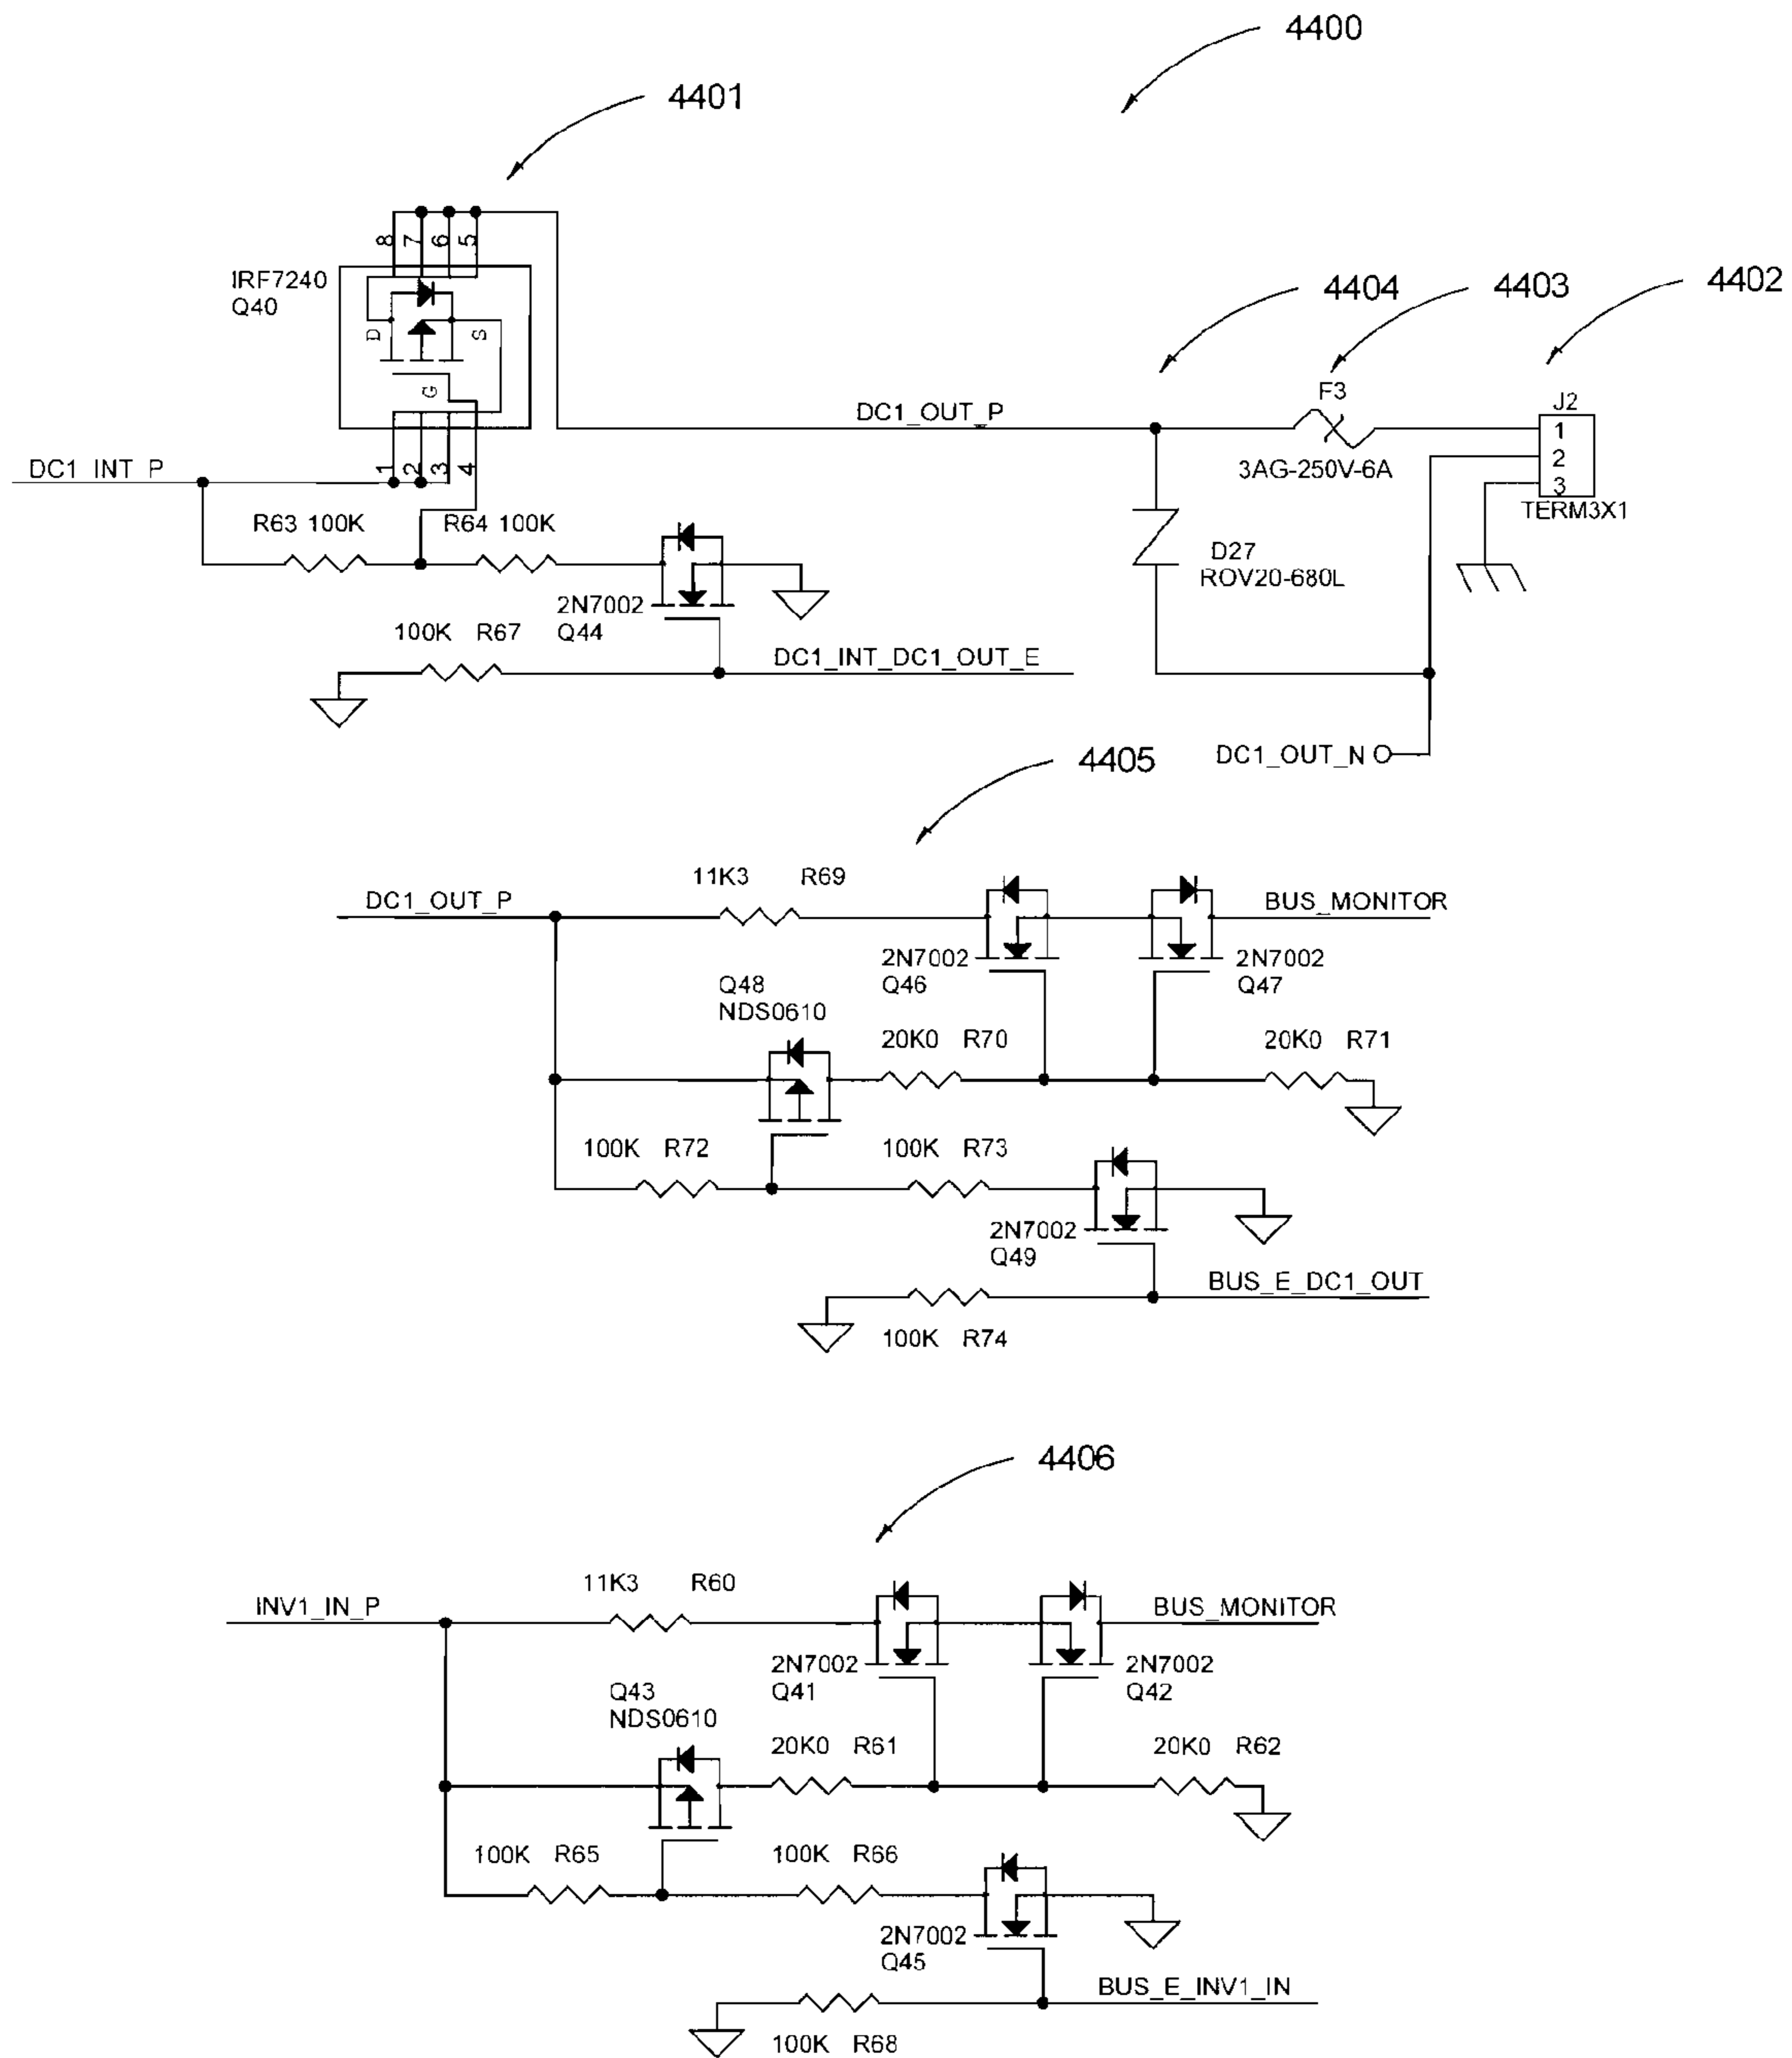 4400
4401
8 7 6 5
IRF7240
Q40
D S
G
1 2 3 4
DC1_INT_P
4404 4403 4402
F3
J2
DC1_OUT_P
1
2
3
3AG-250V-6A
TERM3X1
R63 100K R64 100K
D27
ROV20-680L
2N7002
Q44
100K R67
DC1_INT_DC1_OUT_E
DC1_OUT_N
4405
11K3 R69
DC1_OUT_P
BUS_MONITOR
2N7002
Q46
2N7002
Q47
Q48
NDS0610
20K0 R70
20K0 R71
100K R72
100K R73
2N7002
Q49
BUS_E_DC1_OUT
100K R74
4406
11K3 R60
INV1_IN_P
BUS_MONITOR
2N7002
Q41
2N7002
Q42
Q43
NDS0610
20K0 R61
20K0 R62
100K R65
100K R66
2N7002
Q45
BUS_E_INV1_IN
100K R68